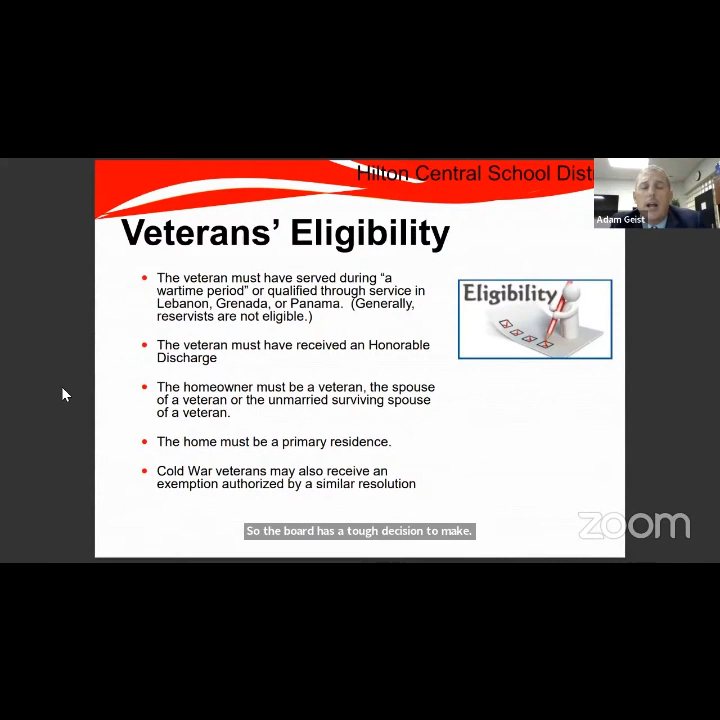 Hilton Central School Dist
Adam Geist
Veterans’ Eligibility
• The veteran must have served during “a
wartime period” or qualified through service in
Lebanon, Grenada, or Panama. (Generally,
reservists are not eligible.)
• The veteran must have received an Honorable
Discharge
• The homeowner must be a veteran, the spouse
of a veteran or the unmarried surviving spouse
of a veteran.
• The home must be a primary residence.
• Cold War veterans may also receive an
exemption authorized by a similar resolution
Eligibility
So the board has a tough decision to make.
zoom